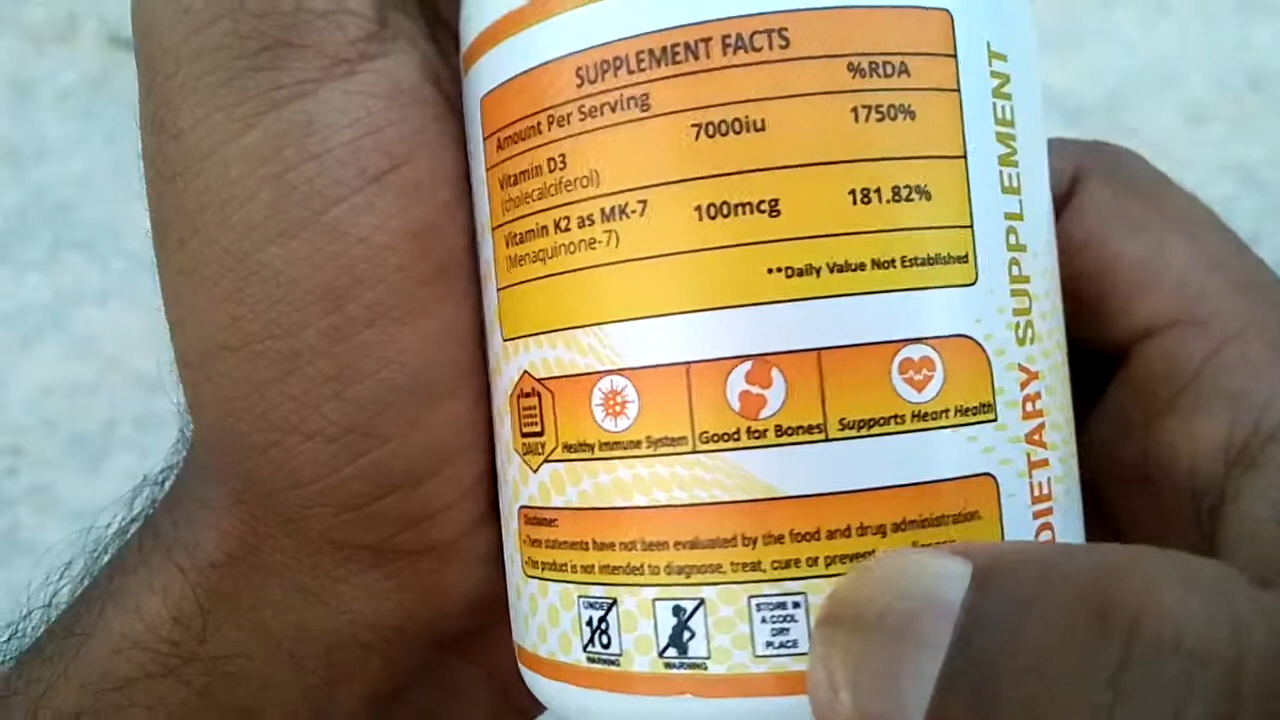 SUPPLEMENT FACTS
Amount Per Serving %RDA
Vitamin D3 7000iu 1750%
(cholecalciferol)
Vitamin K2 as MK-7 100mcg 181.82%
(Menaquinone-7)
**Daily Value Not Established
DAILY
Healthy Immune System
Good for Bones
Supports Heart Health
Disclaimer:
•These statements have not been evaluated by the food and drug administration.
•This product is not intended to diagnose, treat, cure or prevent
UNDER
18
WARNING
WARNING
STORE IN
A COOL
DRY
PLACE
DIETARY SUPPLEMENT